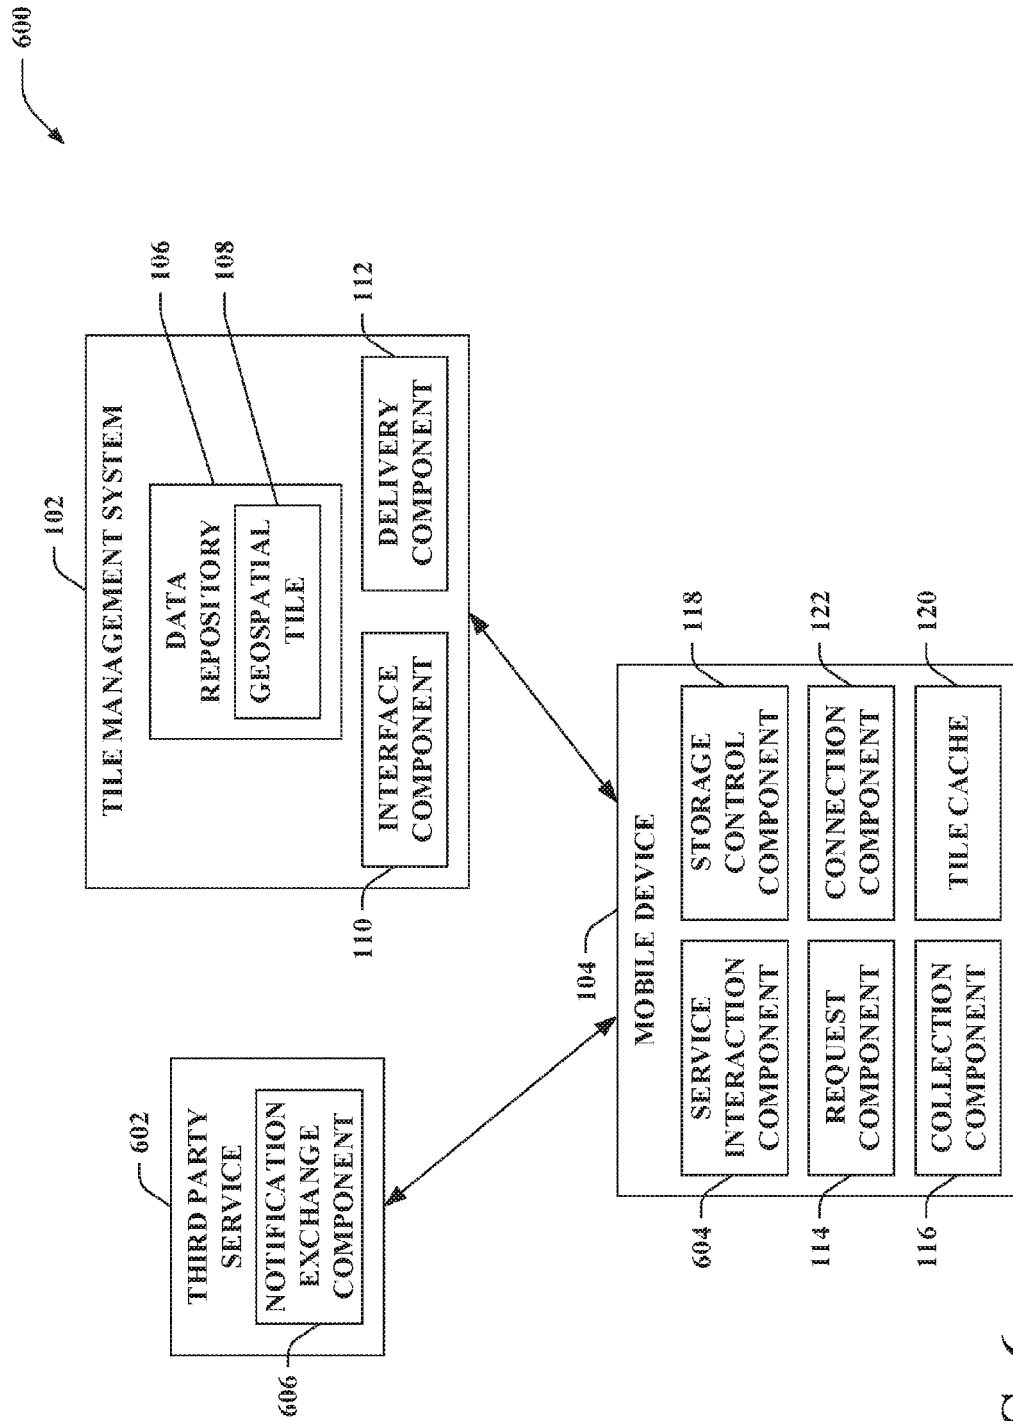 600
102
TILE MANAGEMENT SYSTEM
DATA
REPOSITORY
GEOSPATIAL
TILE
106
108
INTERFACE
COMPONENT
110
DELIVERY
COMPONENT
112
602
THIRD PARTY
SERVICE
NOTIFICATION
EXCHANGE
COMPONENT
606
104
MOBILE DEVICE
SERVICE
INTERACTION
COMPONENT
604
STORAGE
CONTROL
COMPONENT
118
REQUEST
COMPONENT
114
CONNECTION
COMPONENT
122
COLLECTION
COMPONENT
116
TILE CACHE
120